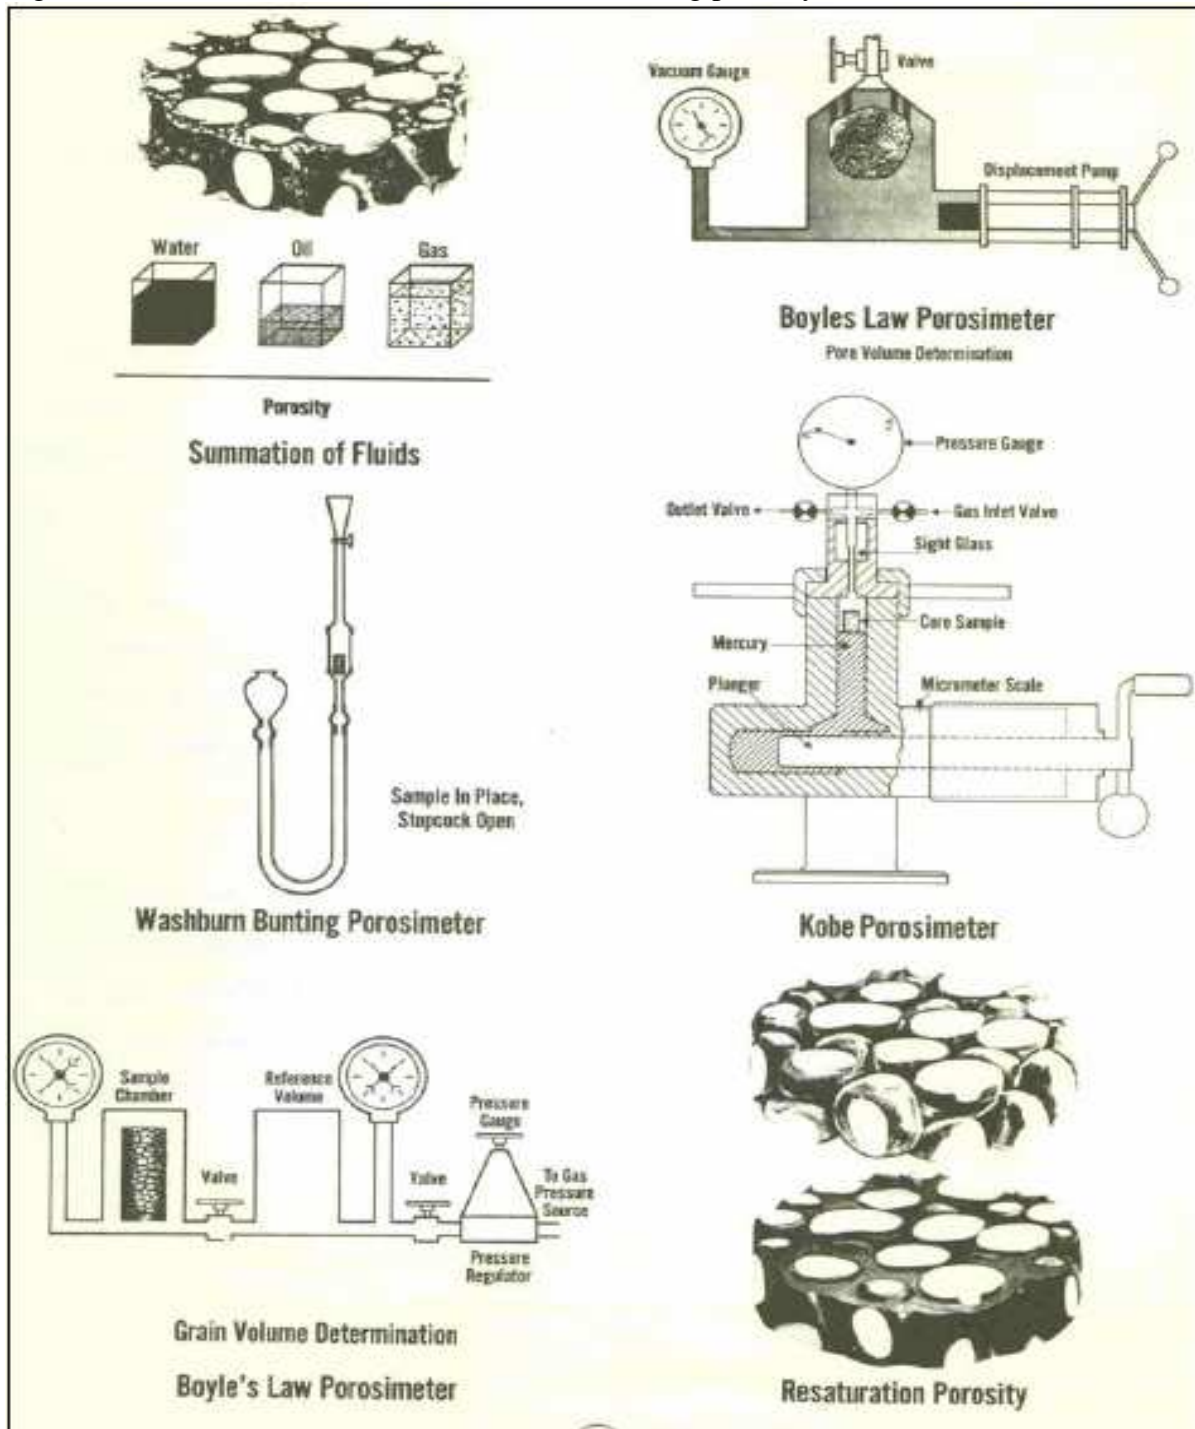 Water
Oil
Gas
Porosity
Summation of Fluids
Vacuum Gauge
Valve
Displacement Pump
Boyles Law Porosimeter
Pore Volume Determination
Sample In Place,
Stopcock Open
Washburn Bunting Porosimeter
Pressure Gauge
Outlet Valve
Gas Inlet Valve
Sight Glass
Core Sample
Mercury
Plunger
Micrometer Scale
Kobe Porosimeter
Sample
Chamber
Reference
Volume
Pressure
Gauge
Valve
Valve
To Gas
Pressure
Source
Pressure
Regulator
Grain Volume Determination
Boyle's Law Porosimeter
Resaturation Porosity